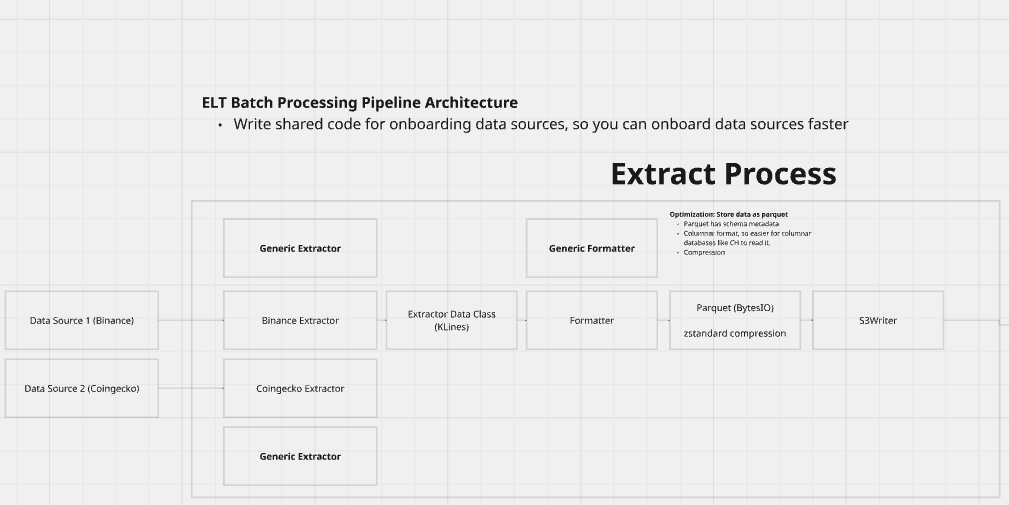 ELT Batch Processing Pipeline Architecture
• Write shared code for onboarding data sources, so you can onboard data sources faster
Extract Process
Optimization: Store data as parquet
• Parquet has schema metadata
• Columnar format, so easier for columnar
databases like CH to read it.
• Compression
Generic Extractor
Generic Formatter
Data Source 1 (Binance)
Binance Extractor
Extractor Data Class
(KLines)
Formatter
Parquet (BytesIO)
zstandard compression
S3Writer
Data Source 2 (Coingecko)
Coingecko Extractor
Generic Extractor